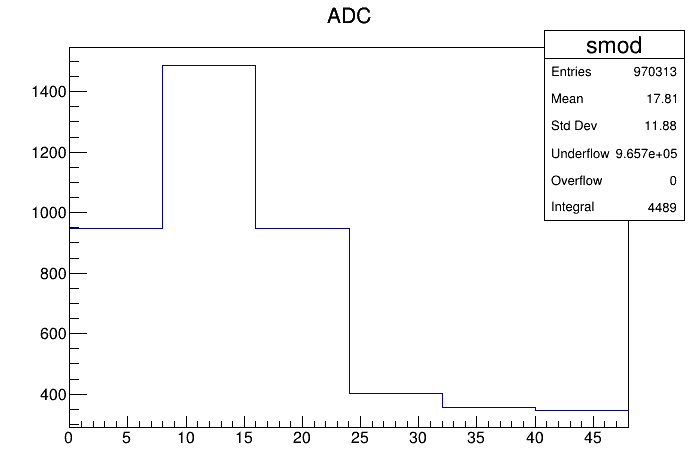 ADC
smod
Entries 970313
Mean 17.81
Std Dev 11.88
Underflow 9.657e+05
Overflow 0
Integral 4489
1400
1200
1000
800
600
400
0 5 10 15 20 25 30 35 40 45